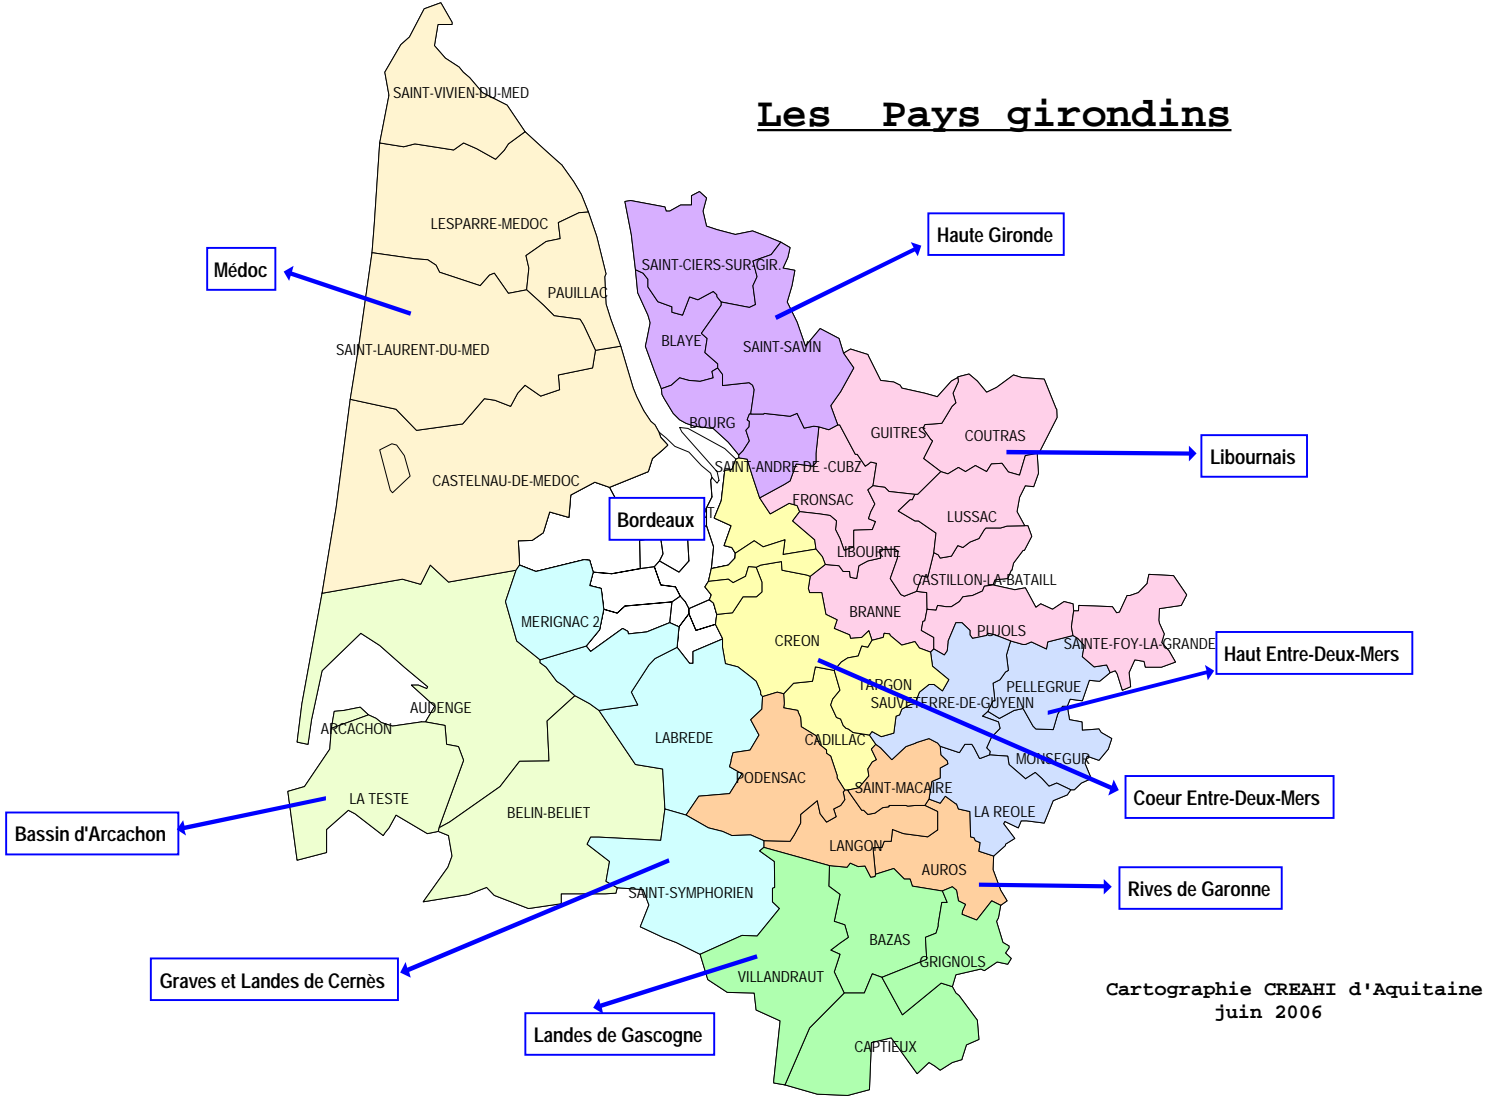 Les Pays girondins
SAINT-VIVIEN-DU-MED
LESPARRE-MEDOC
Haute Gironde
Médoc
SAINT-CIERS-SUR-GIR.
PAUILLAC
BLAYE
SAINT-SAVIN
SAINT-LAURENT-DU-MED
BOURG
GUITRES
COUTRAS
Libournais
SAINT-ANDRE DE -CUBZ
CASTELNAU-DE-MEDOC
FRONSAC
Bordeaux
T
LUSSAC
LIBOURNE
CASTILLON-LA-BATAILL
BRANNE
MERIGNAC 2
CREON
PUJOLS
SAINTE-FOY-LA-GRANDE
Haut Entre-Deux-Mers
TARGON
PELLEGRUE
SAUVETERRE-DE-GUYENN
AUDENGE
ARCACHON
LABREDE
CADILLAC
MONSEGUR
PODENSAC
SAINT-MACAIRE
LA TESTE
Coeur Entre-Deux-Mers
BELIN-BELIET
LA REOLE
Bassin d'Arcachon
LANGON
AUROS
Rives de Garonne
SAINT-SYMPHORIEN
BAZAS
GRIGNOLS
VILLANDRAUT
Graves et Landes de Cernès
Cartographie CREAHI d'Aquitaine
juin 2006
Landes de Gascogne
CAPTIEUX